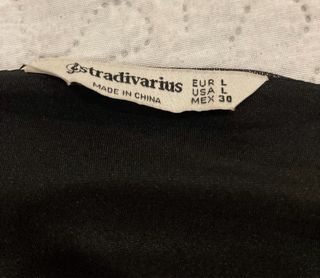 stradivarius
MADE IN CHINA
EUR L
USA L
MEX 30